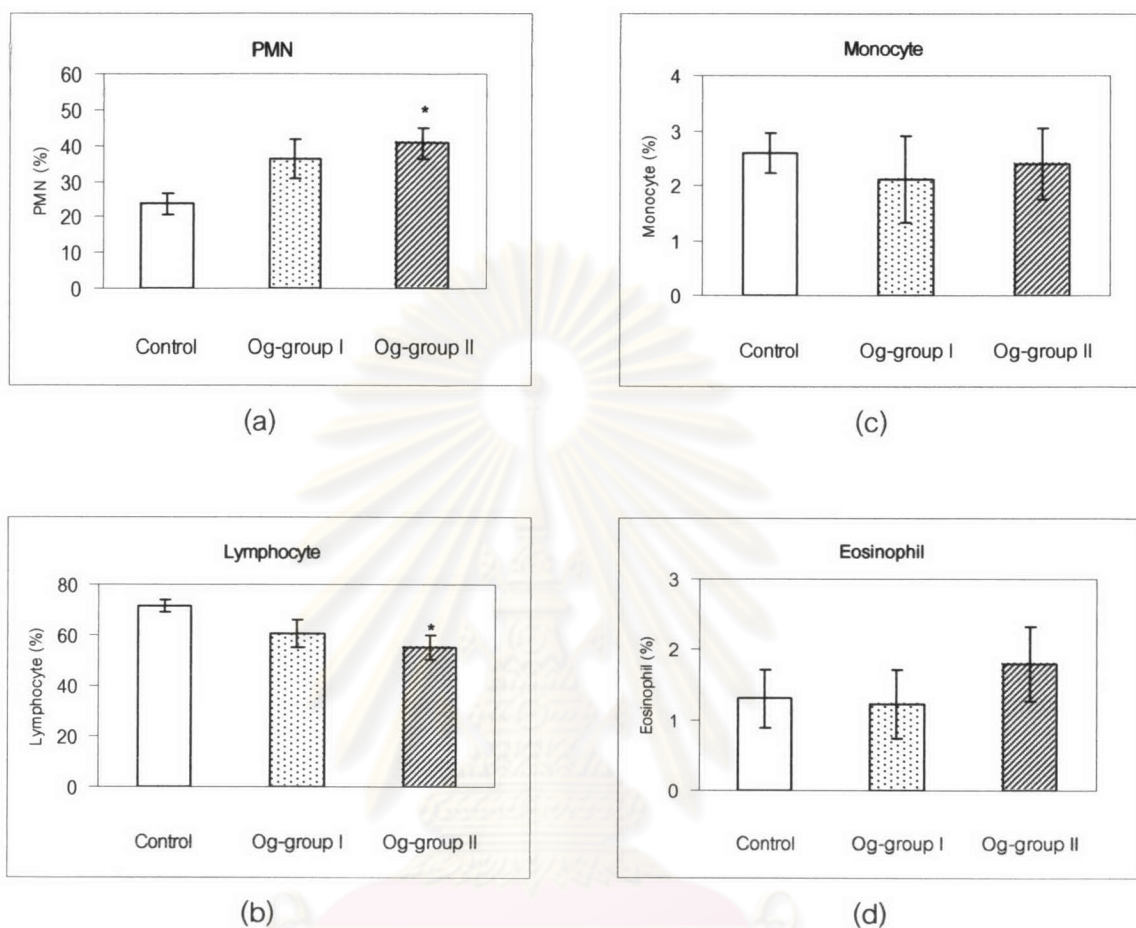 PMN
60
50
40
30
20
10
0
PMN (%)
*
Control Og-group I Og-group II
(a)
Monocyte
4
3
2
1
0
Monocyte (%)
Control Og-group I Og-group II
(c)
Lymphocyte
80
60
40
20
0
Lymphocyte (%)
*
Control Og-group I Og-group II
(b)
Eosinophil
3
2
1
0
Eosinophil (%)
Control Og-group I Og-group II
(d)